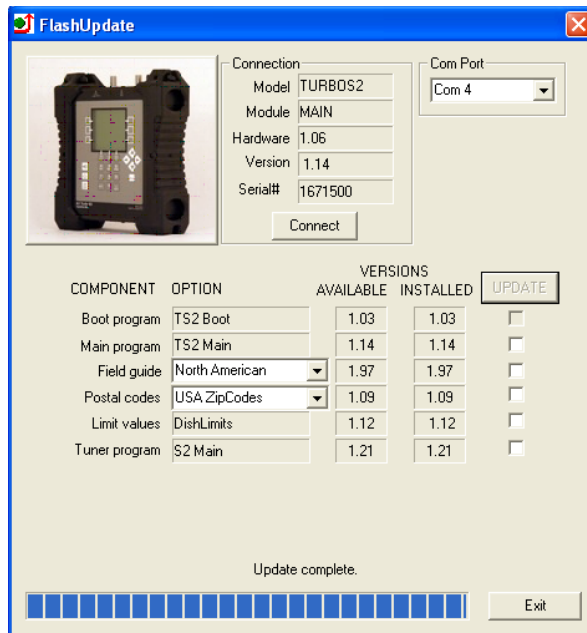 FlashUpdate
Connection
Model TURBOS2
Module MAIN
Hardware 1.06
Version 1.14
Serial# 1671500
Connect
Com Port
Com 4
VERSIONS
COMPONENT OPTION AVAILABLE INSTALLED UPDATE
Boot program TS2 Boot 1.03 1.03
Main program TS2 Main 1.14 1.14
Field guide North American 1.97 1.97
Postal codes USA ZipCodes 1.09 1.09
Limit values DishLimits 1.12 1.12
Tuner program S2 Main 1.21 1.21
Update complete.
Exit